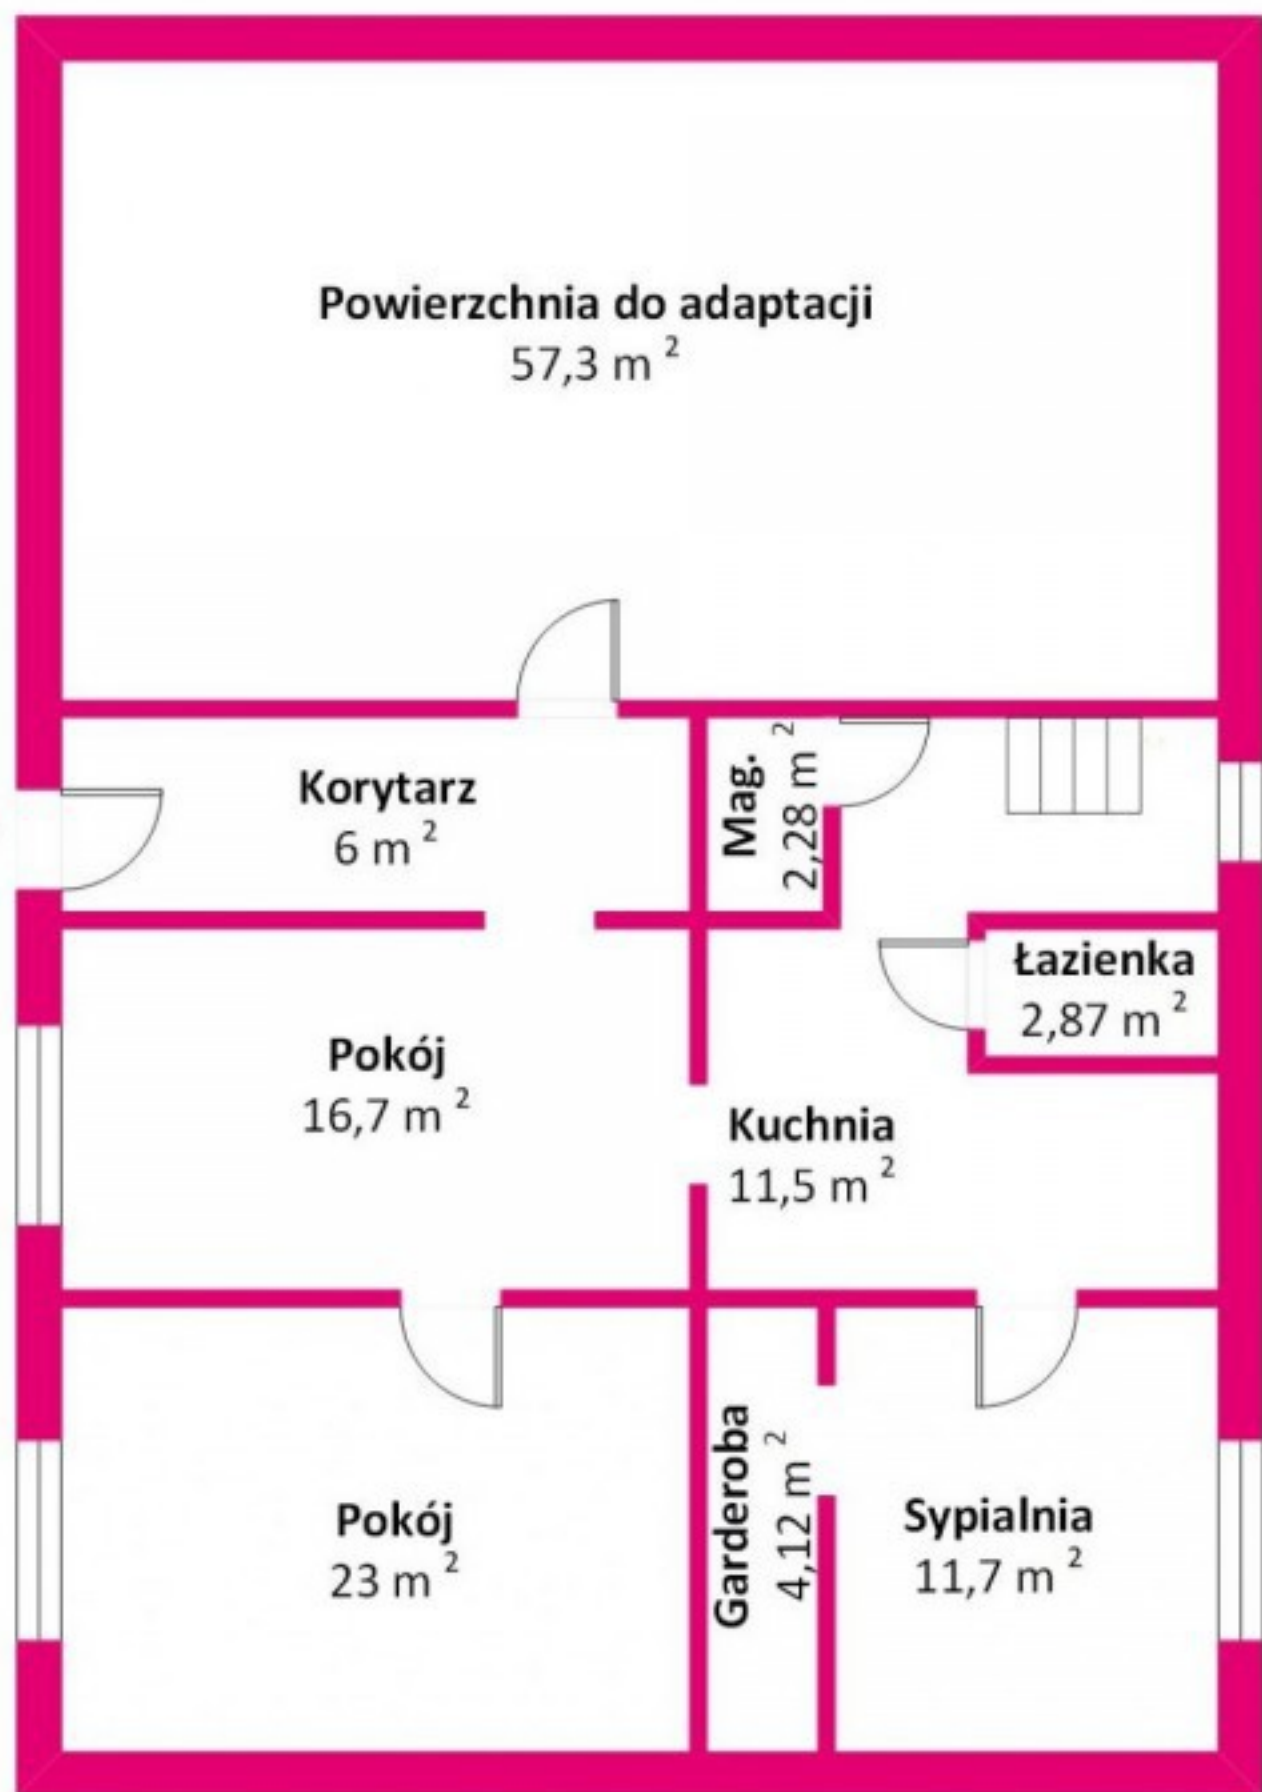 Powierzchnia do adaptacji
57,3 m ²
Korytarz
6 m ²
Mag.
2,28 m ²
Łazienka
2,87 m ²
Pokój
16,7 m ²
Kuchnia
11,5 m ²
Pokój
23 m ²
Garderoba
4,12 m ²
Sypialnia
11,7 m ²